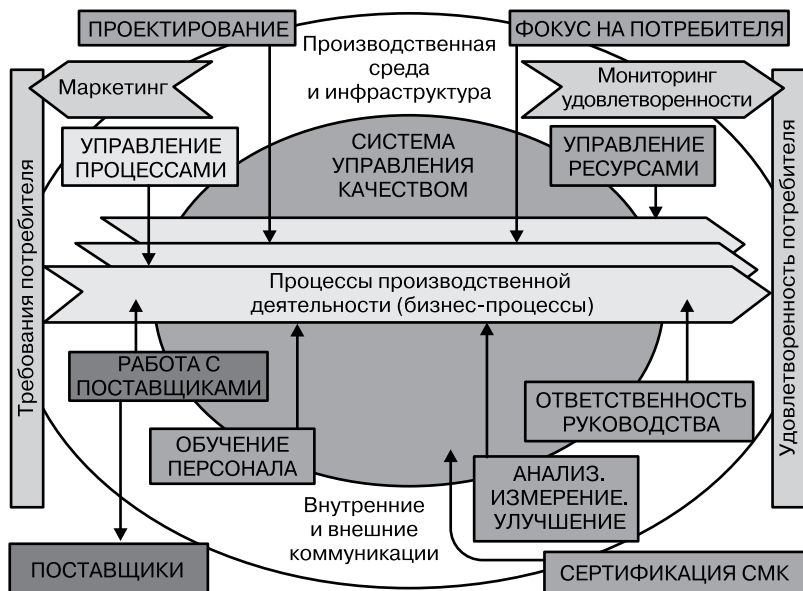 ПРОЕКТИРОВАНИЕ
ФОКУС НА ПОТРЕБИТЕЛЯ
Производственная
среда
и инфраструктура
Маркетинг
Мониторинг
удовлетворенности
УПРАВЛЕНИЕ
ПРОЦЕССАМИ
СИСТЕМА
УПРАВЛЕНИЯ
КАЧЕСТВОМ
УПРАВЛЕНИЕ
РЕСУРСАМИ
Требования потребителя
Удовлетворенность потребителя
Процессы производственной
деятельности (бизнес-процессы)
РАБОТА С
ПОСТАВЩИКАМИ
ОТВЕТСТВЕННОСТЬ
РУКОВОДСТВА
ОБУЧЕНИЕ
ПЕРСОНАЛА
АНАЛИЗ.
ИЗМЕРЕНИЕ.
УЛУЧШЕНИЕ
Внутренние
и внешние
коммуникации
ПОСТАВЩИКИ
СЕРТИФИКАЦИЯ СМК